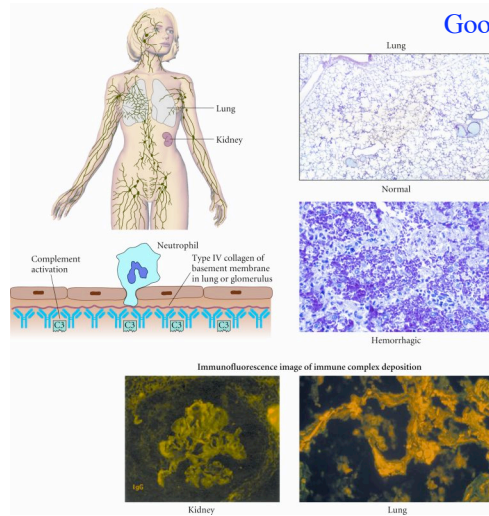 Goo
Lung
Lung
Kidney
Normal
Neutrophil
Complement
activation
Type IV collagen of
basement membrane
in lung or glomerulus
C3
C3
C3
C3
Hemorrhagic
Immunofluorescence image of immune complex deposition
IgG
Kidney
Lung